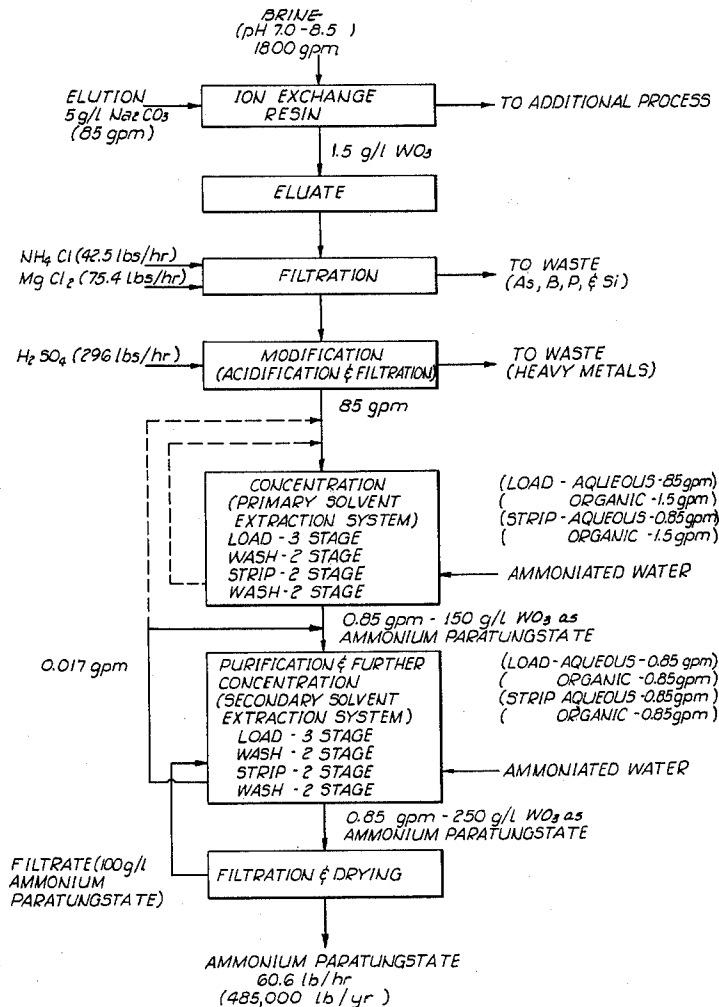 BRINE
(pH 7.0-8.5 )
1800 gpm
ELUTION
5 g/l Na2 CO3
(85 gpm)
ION EXCHANGE
RESIN
TO ADDITIONAL PROCESS
1.5 g/l WO3
ELUATE
NH4 Cl (42.5 lbs/hr)
Mg Cl2 (75.4 lbs/hr)
FILTRATION
TO WASTE
(As, B, P, & Si)
H2 SO4 (296 lbs/hr)
MODIFICATION
(ACIDIFICATION & FILTRATION)
TO WASTE
(HEAVY METALS)
85 gpm
CONCENTRATION
(PRIMARY SOLVENT
EXTRACTION SYSTEM)
LOAD - 3 STAGE
WASH - 2 STAGE
STRIP - 2 STAGE
WASH - 2 STAGE
(LOAD - AQUEOUS - 85 gpm)
( ORGANIC - 1.5 gpm)
(STRIP - AQUEOUS - 0.85 gpm)
( ORGANIC - 1.5 gpm)
AMMONIATED WATER
0.85 gpm - 150 g/l WO3 as
AMMONIUM PARATUNGSTATE
0.017 gpm
PURIFICATION & FURTHER
CONCENTRATION
(SECONDARY SOLVENT
EXTRACTION SYSTEM)
LOAD - 3 STAGE
WASH - 2 STAGE
STRIP - 2 STAGE
WASH - 2 STAGE
(LOAD - AQUEOUS - 0.85 gpm)
( ORGANIC - 0.85 gpm)
(STRIP AQUEOUS - 0.85 gpm)
( ORGANIC - 0.85 gpm)
AMMONIATED WATER
0.85 gpm - 250 g/l WO3 as
AMMONIUM PARATUNGSTATE
FILTRATE (100 g/l
AMMONIUM
PARATUNGSTATE)
FILTRATION & DRYING
AMMONIUM PARATUNGSTATE
60.6 lb/hr
(485,000 lb/yr)